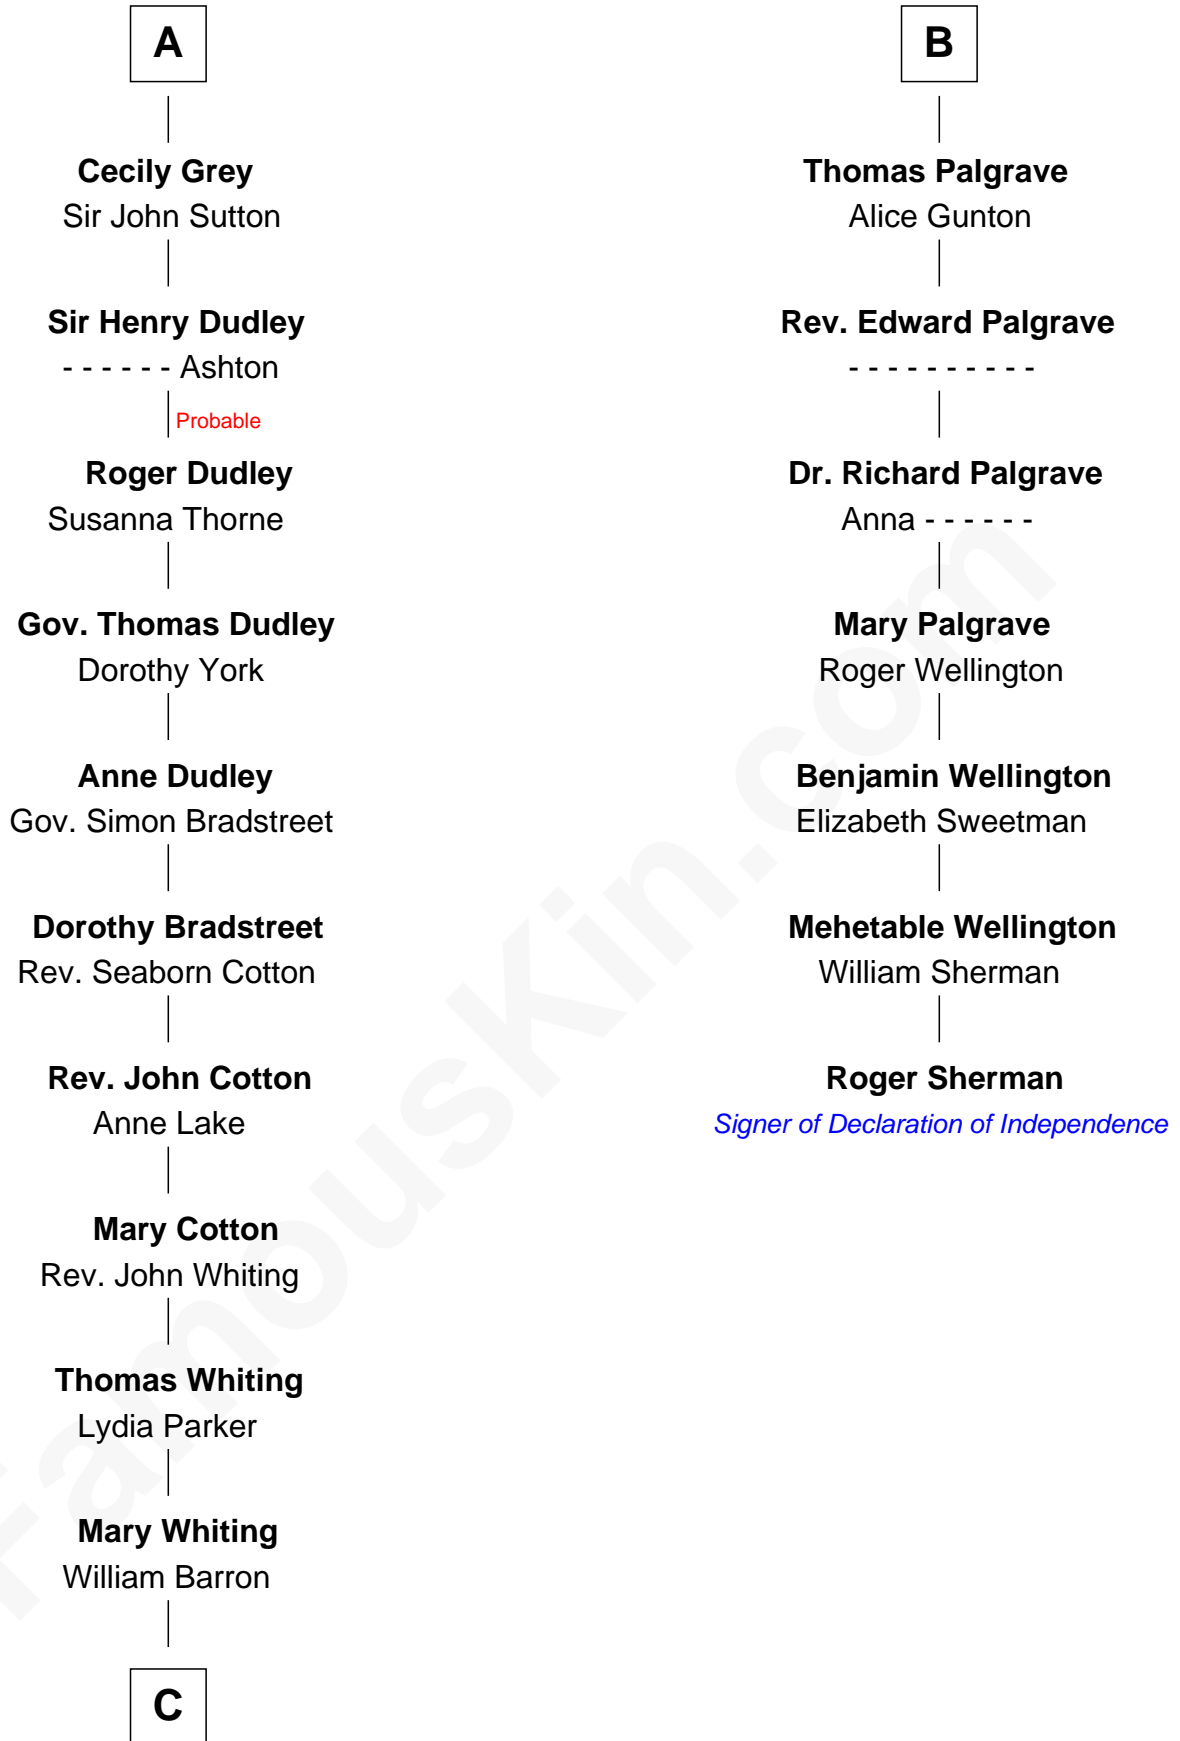 A
Cecily Grey
Sir John Sutton
Sir Henry Dudley
- - - - - - Ashton
Probable
Roger Dudley
Susanna Thorne
Gov. Thomas Dudley
Dorothy York
Anne Dudley
Gov. Simon Bradstreet
Dorothy Bradstreet
Rev. Seaborn Cotton
Rev. John Cotton
Anne Lake
Mary Cotton
Rev. John Whiting
Thomas Whiting
Lydia Parker
Mary Whiting
William Barron
C
B
Thomas Palgrave
Alice Gunton
Rev. Edward Palgrave
- - - - - - - - - -
Dr. Richard Palgrave
Anna - - - - - -
Mary Palgrave
Roger Wellington
Benjamin Wellington
Elizabeth Sweetman
Mehetable Wellington
William Sherman
Roger Sherman
Signer of Declaration of Independence
FamousKin.com